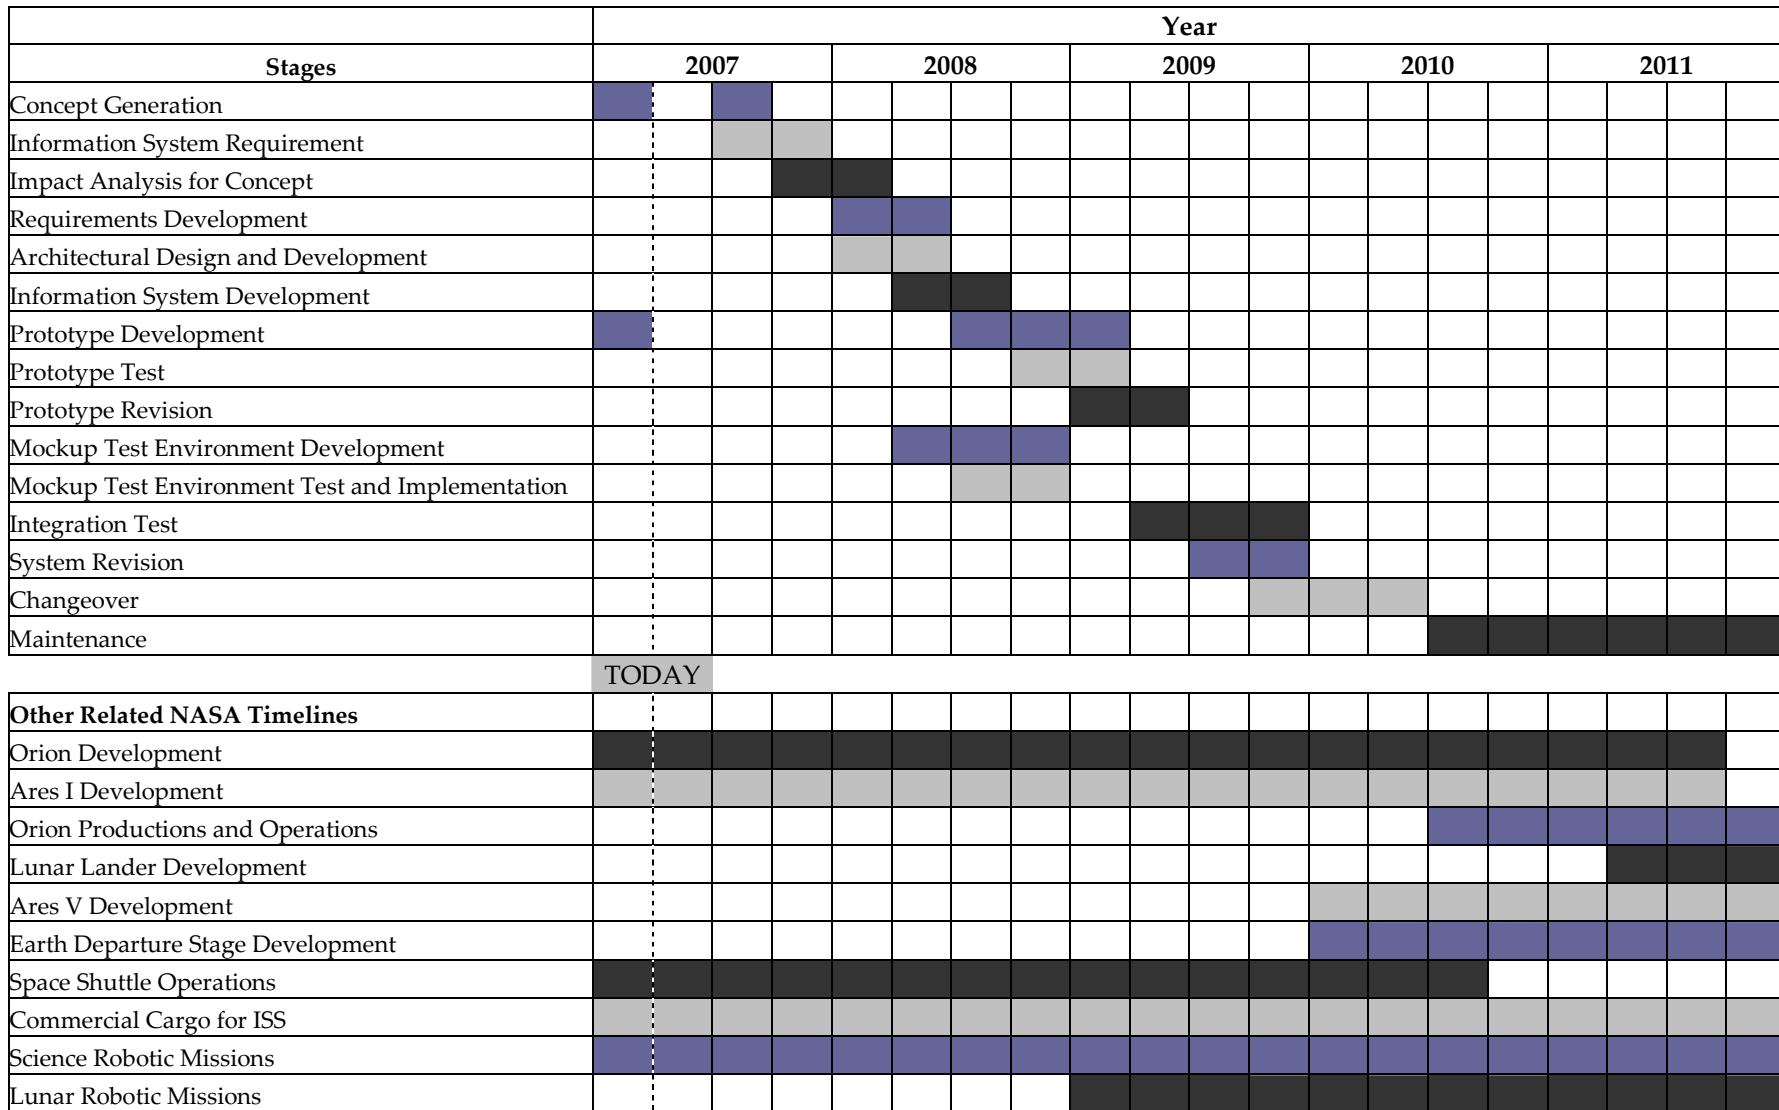 Year
Stages 2007 2008 2009 2010 2011
Concept Generation
Information System Requirement
Impact Analysis for Concept
Requirements Development
Architectural Design and Development
Information System Development
Prototype Development
Prototype Test
Prototype Revision
Mockup Test Environment Development
Mockup Test Environment Test and Implementation
Integration Test
System Revision
Changeover
Maintenance
TODAY
Other Related NASA Timelines
Orion Development
Ares I Development
Orion Productions and Operations
Lunar Lander Development
Ares V Development
Earth Departure Stage Development
Space Shuttle Operations
Commercial Cargo for ISS
Science Robotic Missions
Lunar Robotic Missions